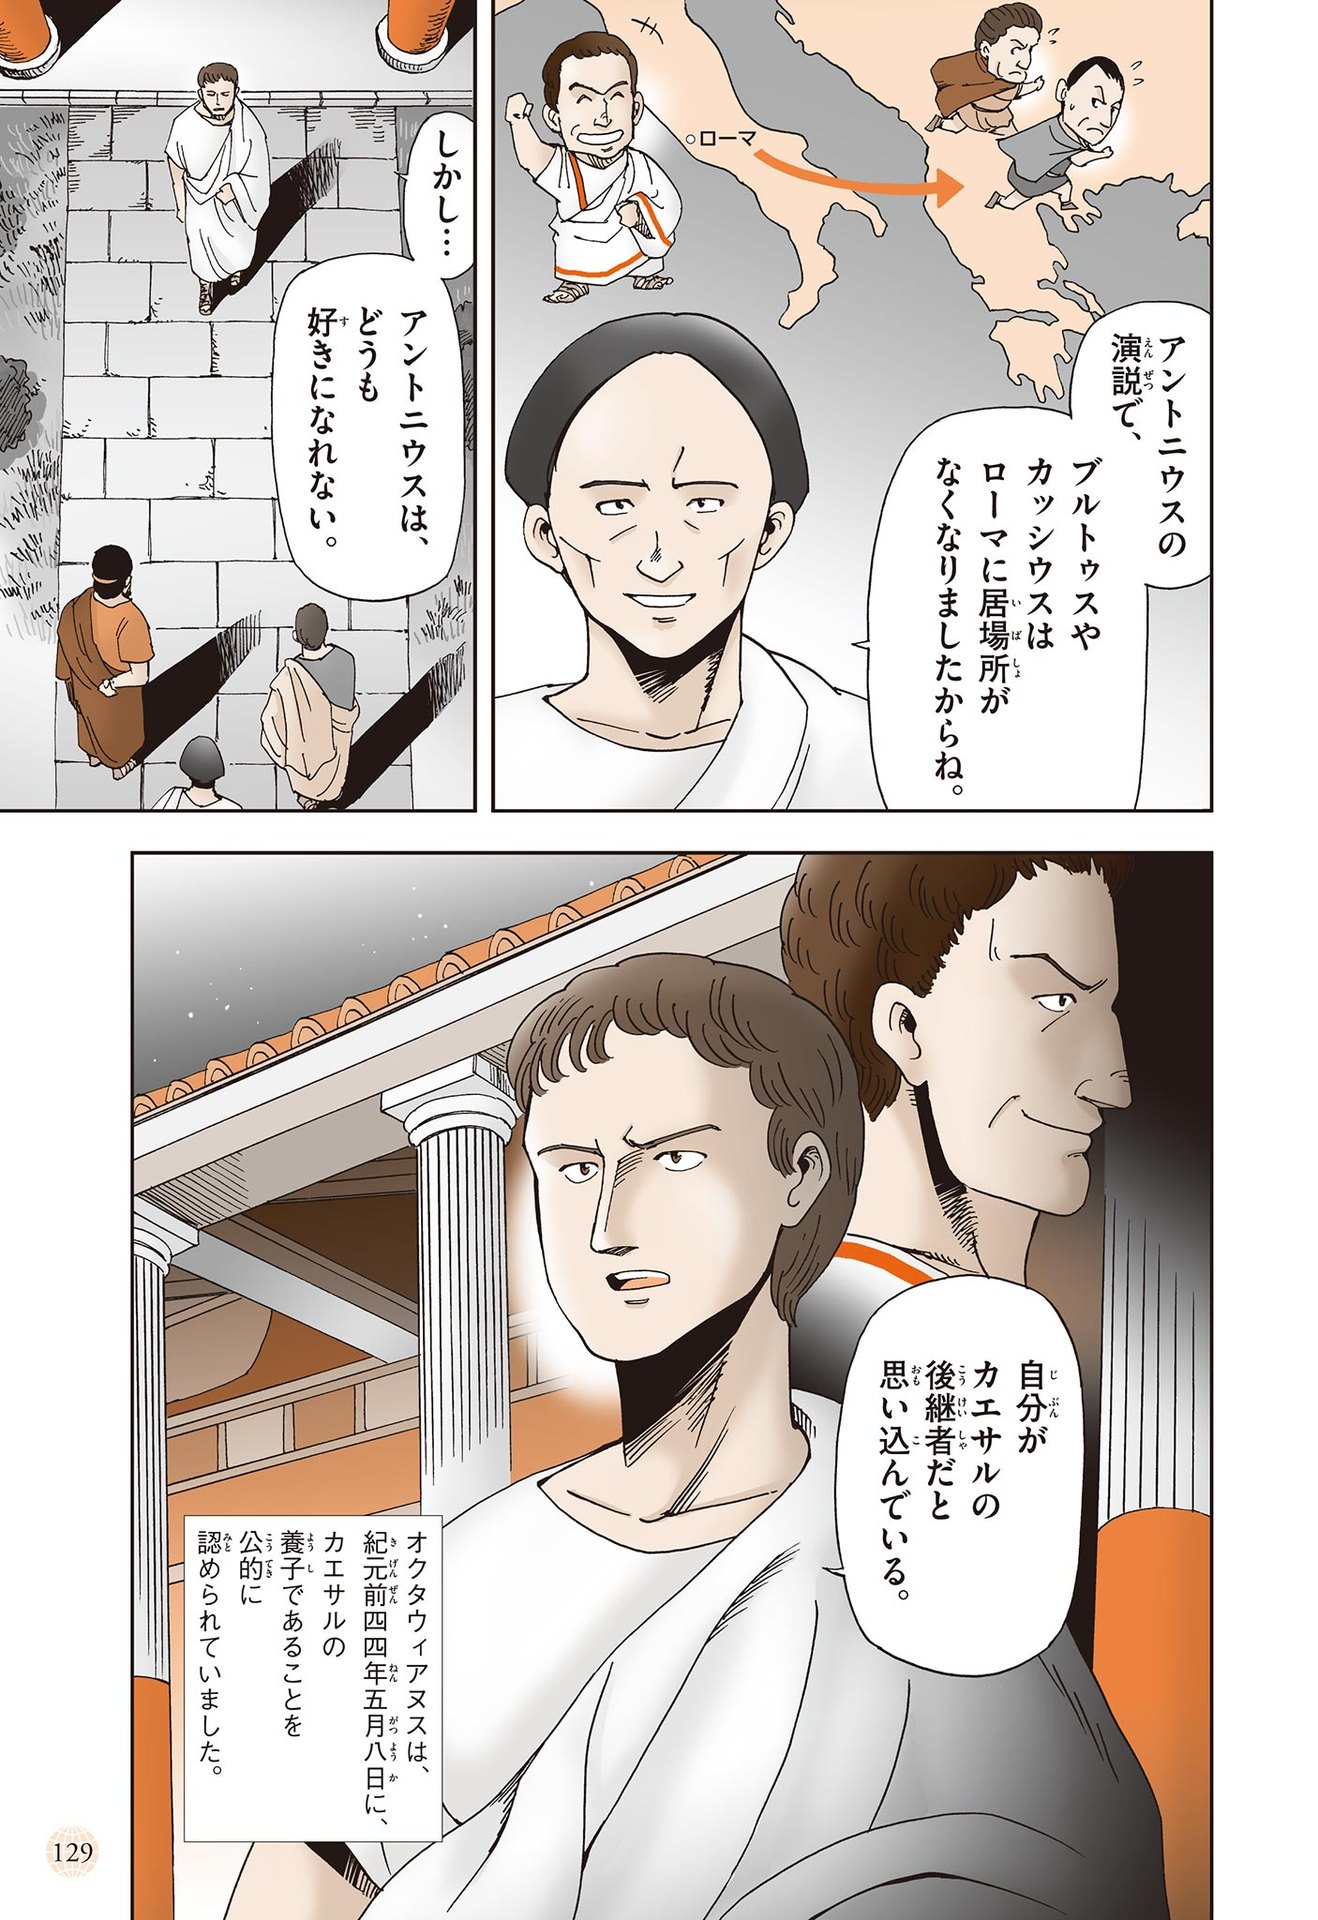 ローマ
アントニウスの
演説で、
ブルトゥスや
カッシウスは
ローマに居場所が
なくなりましたからね。
しかし…
アントニウスは、
どうも
好きになれない。
自分が
カエサルの
後継者だと
思い込んでいる。
オクタウィアヌスは、
紀元前四四年五月八日に、
カエサルの
養子であることを
公的に
認められていました。
129